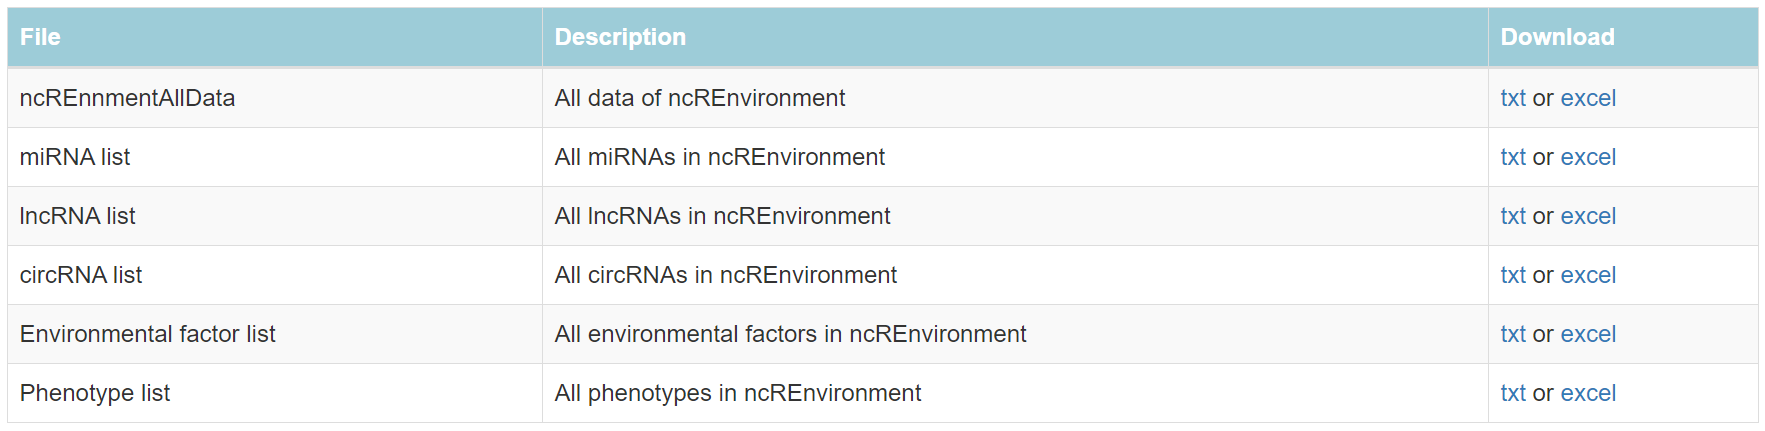 File Description Download
ncREnnmentAllData All data of ncREnvironment txt or excel
miRNA list All miRNAs in ncREnvironment txt or excel
lncRNA list All lncRNAs in ncREnvironment txt or excel
circRNA list All circRNAs in ncREnvironment txt or excel
Environmental factor list All environmental factors in ncREnvironment txt or excel
Phenotype list All phenotypes in ncREnvironment txt or excel